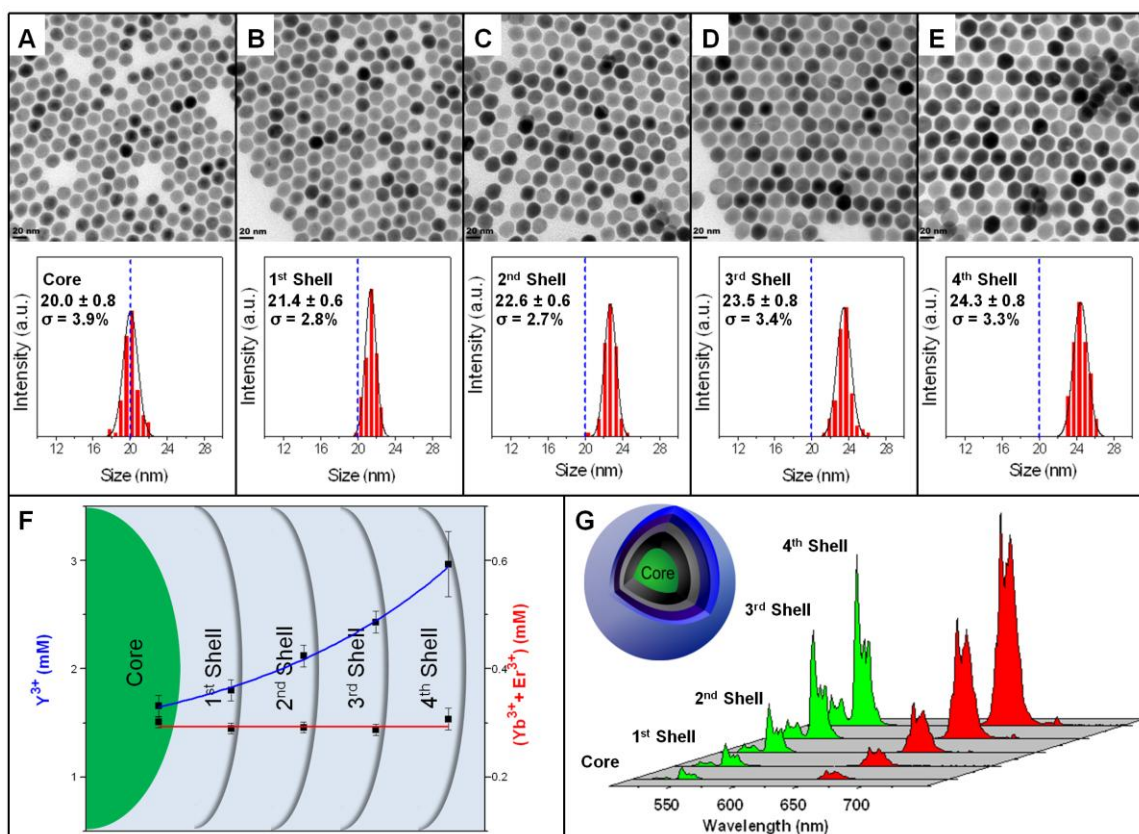 A
B
C
D
E
20 nm
20 nm
20 nm
20 nm
20 nm
Core
20.0 ± 0.8
σ = 3.9%
Intensity (a.u.)
12 16 20 24 28
Size (nm)
1st Shell
21.4 ± 0.6
σ = 2.8%
Intensity (a.u.)
12 16 20 24 28
Size (nm)
2nd Shell
22.6 ± 0.6
σ = 2.7%
Intensity (a.u.)
12 16 20 24 28
Size (nm)
3rd Shell
23.5 ± 0.8
σ = 3.4%
Intensity (a.u.)
12 16 20 24 28
Size (nm)
4th Shell
24.3 ± 0.8
σ = 3.3%
Intensity (a.u.)
12 16 20 24 28
Size (nm)
F
3
2
1
Y3+ (mM)
Core
1st Shell
2nd Shell
3rd Shell
4th Shell
0.6
0.4
0.2
(Yb3++ Er3+) (mM)
G
Core
4th Shell
3rd Shell
2nd Shell
1st Shell
Core
550 600 650 700
Wavelength (nm)